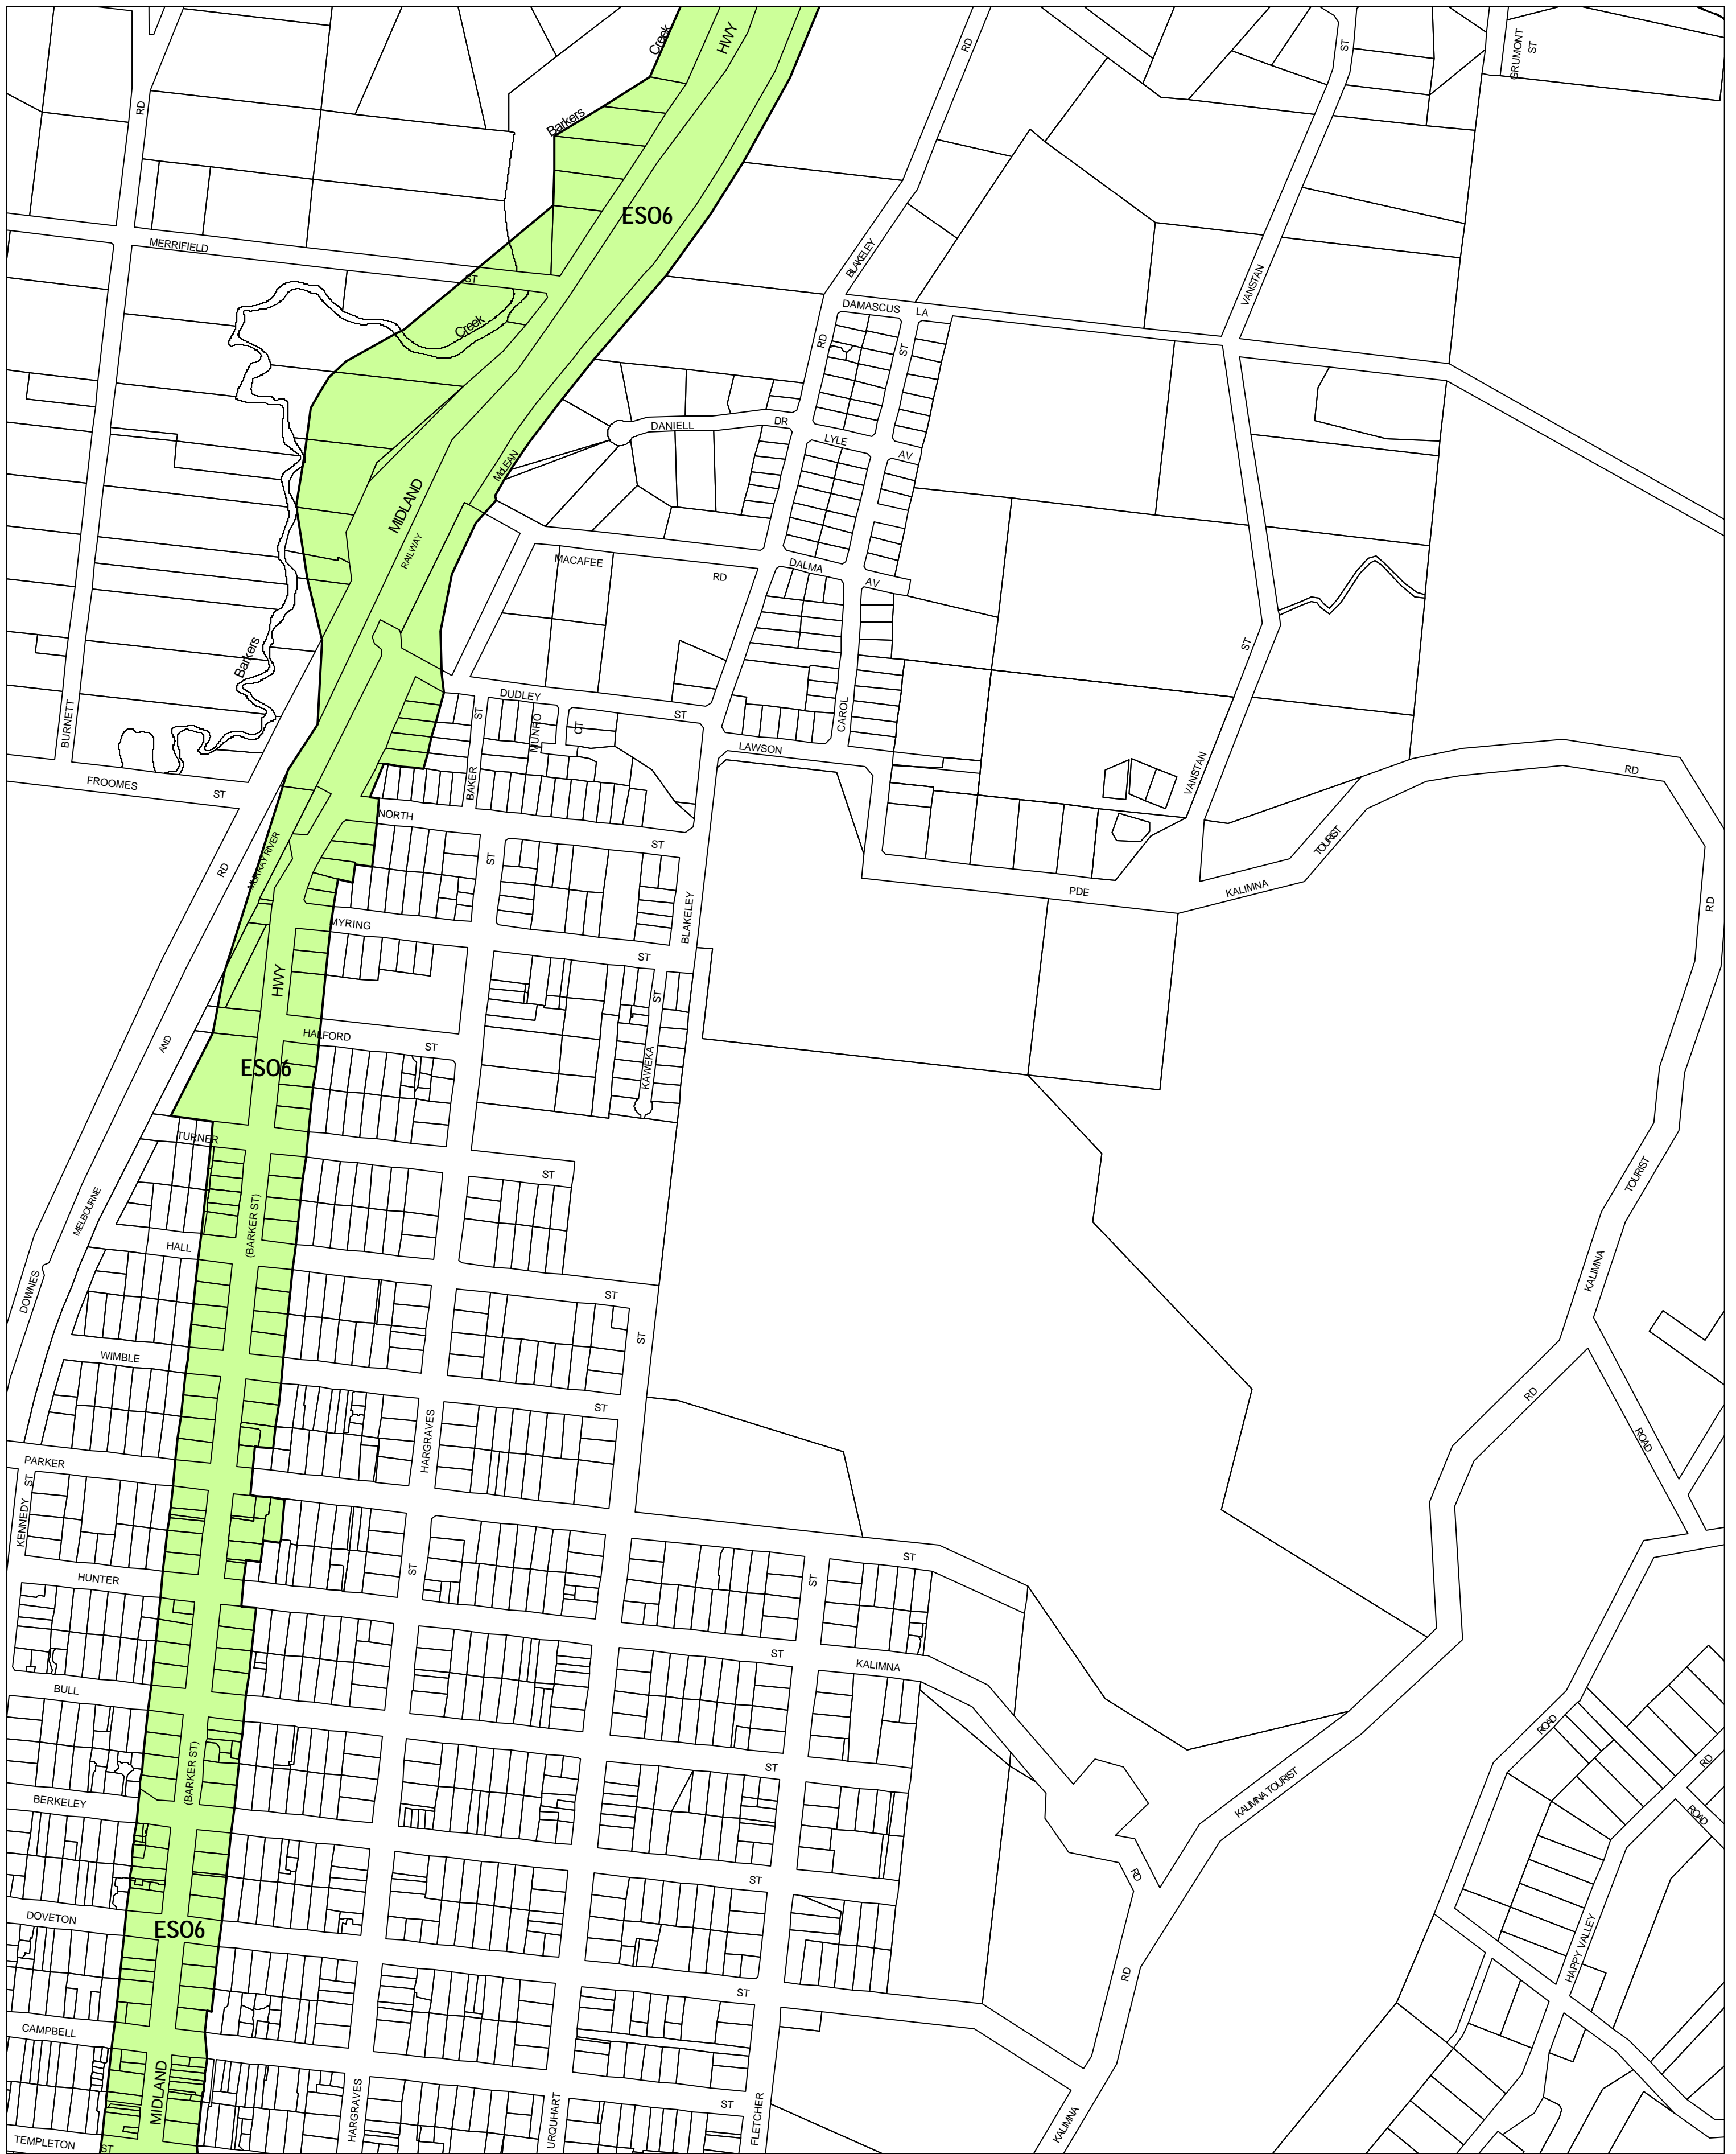 Creek
HWY
RD
ST
GRUMONT
ST
RD
Barkers
ESO6
MERRIFIELD
ST
BLAKELEY
VANSTAN
DAMASCUS LA
Creek
RD
ST
DANIELL
DR
LYLE
AV
McLEAN
MIDLAND
RAILWAY
MACAFEE
RD
DALMA
AV
Barkers
ST
BURNETT
DUDLEY
ST
ST
MUNRO
CT
CAROL
LAWSON
VANSTAN
RD
FROOMES
ST
BAKER
NORTH
ST
ST
TOURIST
MURRAY RIVER
RD
PDE
KALIMNA
RD
MYRING
BLAKELEY
ST
HWY
ST
AND
HALFORD
ST
ESO6
KAWEKA
TURNER
ST
TOURIST
MELBOURNE
(BARKER ST)
HALL
KALIMNA
DOWNES
ST
ST
WIMBLE
RD
ST
HARGRAVES
ROAD
PARKER
ST
KENNEDY
ST
HUNTER
ST
ST
ST
KALIMNA
BULL
ROAD
(BARKER ST)
ST
RD
KALIMNA TOURIST
BERKELEY
ROAD
ST
RD
DOVETON
ESO6
HAPPY VALLEY
RD
ST
CAMPBELL
MIDLAND
HARGRAVES
URQUHART
ST
FLETCHER
KALIMNA
TEMPLETON
ST